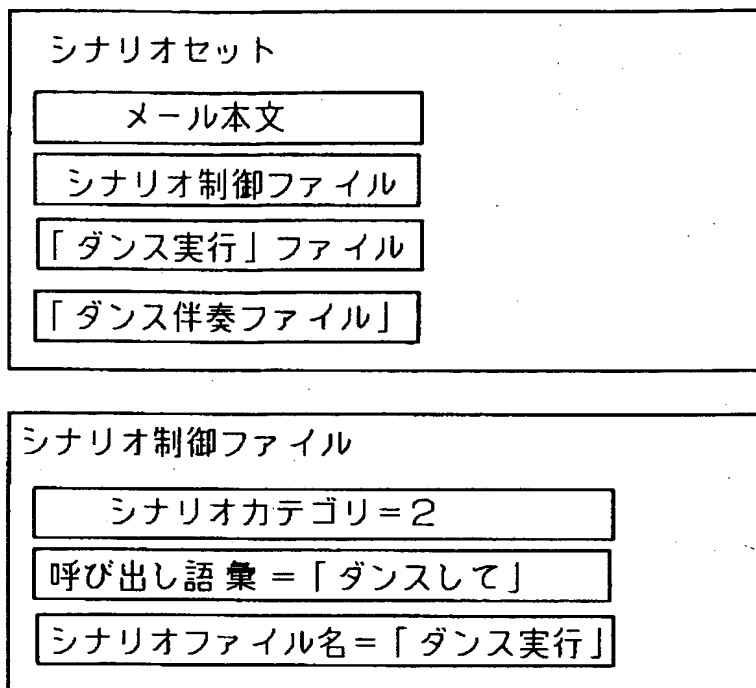 シナリオセット
メール本文
シナリオ制御ファイル
「ダンス実行」ファイル
「ダンス伴奏ファイル」
シナリオ制御ファイル
シナリオカテゴリ=2
呼び出し語彙=「ダンスして」
シナリオファイル名=「ダンス実行」